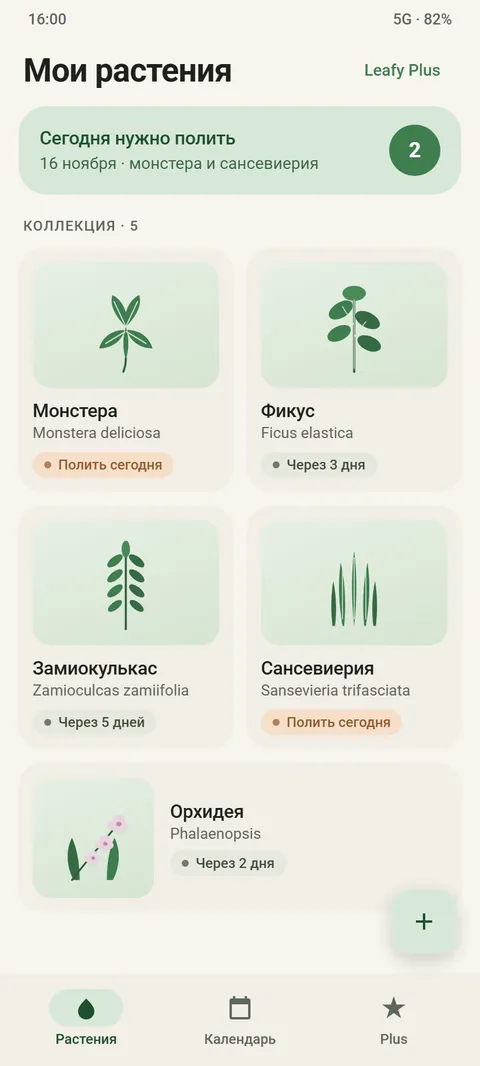 16:00
5G · 82%
Мои растения
Leafy Plus
Сегодня нужно полить
16 ноября · монстера и сансевиерия
2
КОЛЛЕКЦИЯ · 5
Монстера
Monstera deliciosa
Полить сегодня
Фикус
Ficus elastica
Через 3 дня
Замиокулькас
Zamioculcas zamiifolia
Через 5 дней
Сансевиерия
Sansevieria trifasciata
Полить сегодня
Орхидея
Phalaenopsis
Через 2 дня
+
Растения
Календарь
Plus